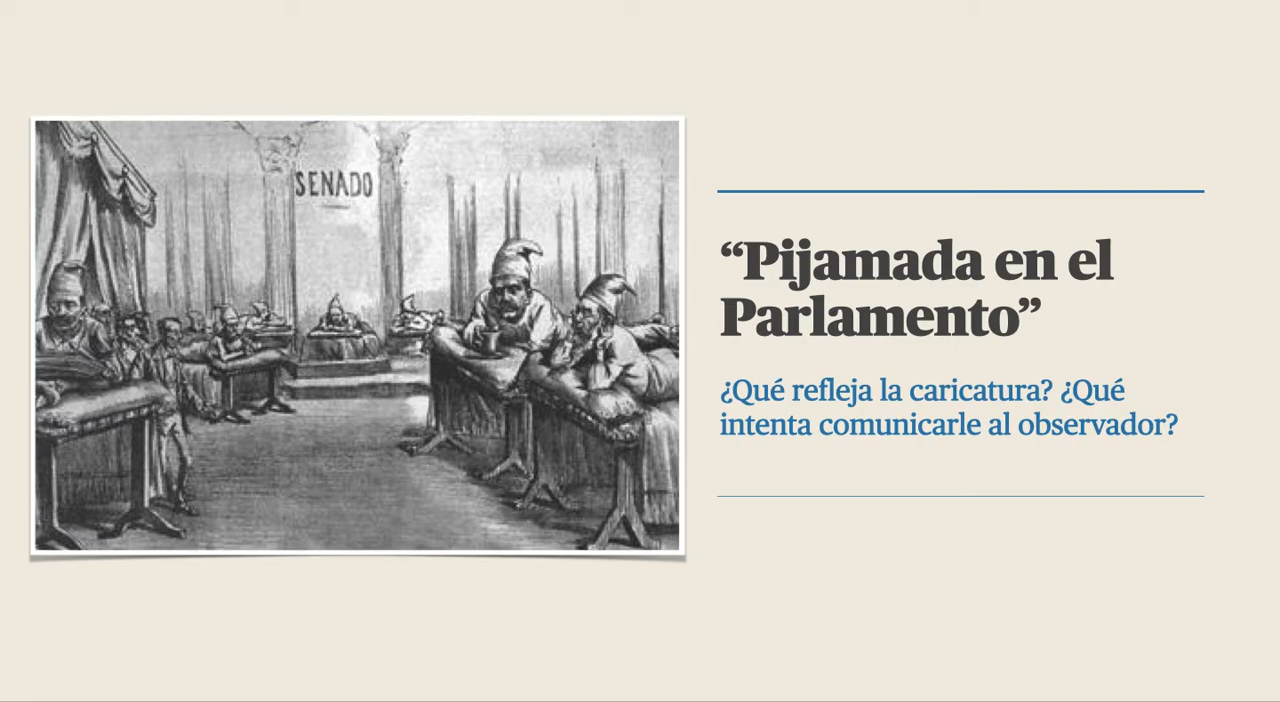 SENADO
“Pijamada en el
Parlamento”
¿Qué refleja la caricatura? ¿Qué
intenta comunicarle al observador?